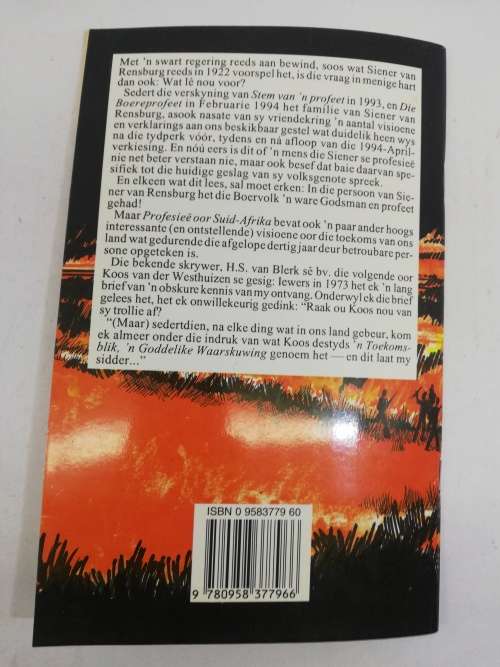 Met 'n swart regering reeds aan bewind, soos wat Siener van
Rensburg reeds in 1922 voorspel het, is die vraag in menige hart
dan ook: Wat lê nou voor?
Sedert die verskyning van Stem van 'n profeet in 1993, en Die
Boereprofeet in Februarie 1994 het familie van Siener van
Rensburg, asook nasate van sy vriendekring 'n aantal visioene
en verklarings aan ons beskikbaar gestel wat duidelik heen wys
na die tydperk vóór, tydens en ná afloop van die 1994-April-
verkiesing. En nóú eers is dit of 'n mens die Siener se profesieë
nie net beter verstaan nie, maar ook besef dat baie daarvan spe-
sifiek tot die huidige geslag van sy volksgenote spreek.
En elkeen wat dit lees, sal moet erken: In die persoon van Sie-
ner van Rensburg het die Boervolk 'n ware Godsman en profeet
gehad!
Maar Profesieë oor Suid-Afrika bevat ook 'n paar ander hoogs
interessante (en ontstellende) visioene oor die toekoms van ons
land wat gedurende die afgelope dertig jaar deur betroubare per-
sone opgeteken is.
Die bekende skrywer, H.S. van Blerk sê bv. die volgende oor
Koos van der Westhuizen se gesig: Iewers in 1973 het ek 'n lang
brief van 'n obskure kennis van my ontvang. Onderwyl ek die brief
gelees het, het ek onwillekeurig gedink: "Raak ou Koos nou van
sy trollie af?
"(Maar) sedertdien, na elke ding wat in ons land gebeur, kom
ek almeer onder die indruk van wat Koos destyds 'n Toekoms-
blik, 'n Goddelike Waarskuwing genoem het — en dit laat my
sidder..."
ISBN 0 9583779 60
9 780958 377966